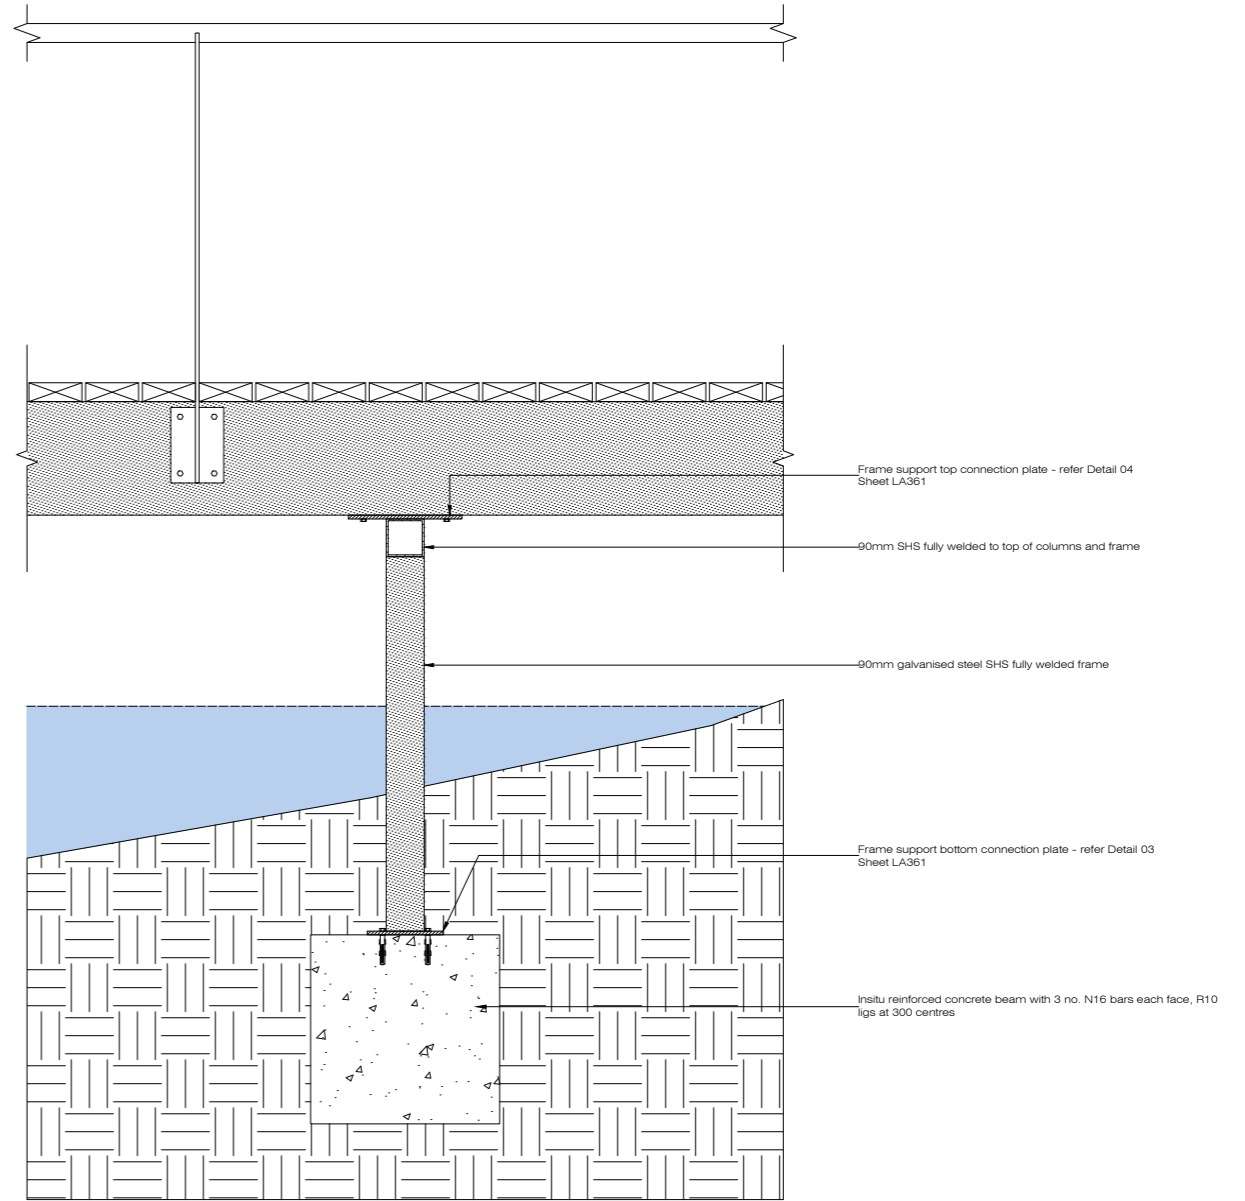 Frame support top connection plate - refer Detail 04
Sheet LA361
90mm SHS fully welded to top of columns and frame
90mm galvanised steel SHS fully welded frame
Frame support bottom connection plate - refer Detail 03
Sheet LA361
Insitu reinforced concrete beam with 3 no. N16 bars each face, R10
ligs at 300 centres